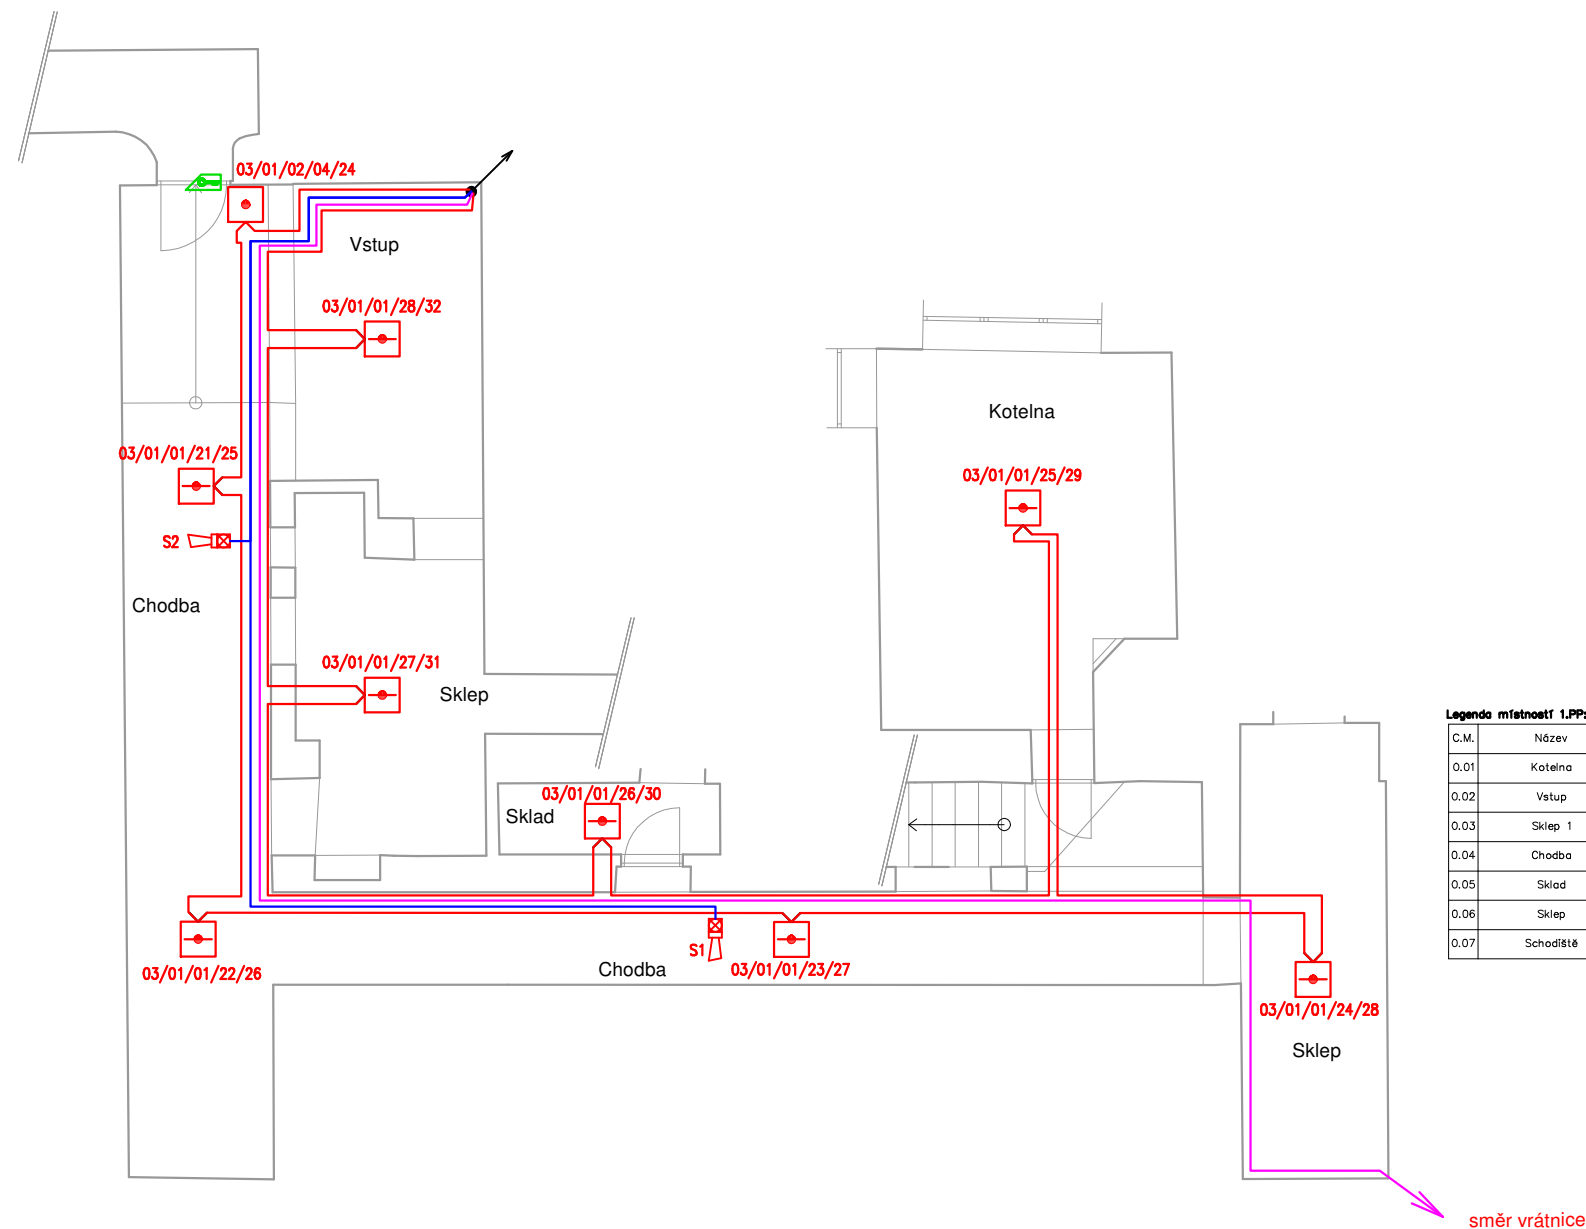 03/01/02/04/24
Vstup
03/01/01/28/32
Kotelna
03/01/01/21/25
03/01/01/25/29
S2
Chodba
03/01/01/27/31
Sklep
Legenda místností 1.PP:
C.M. Název
0.01 Kotelna
0.02 Vstup
0.03 Sklep 1
0.04 Chodba
0.05 Sklad
0.06 Sklep
0.07 Schodiště
03/01/01/26/30
Sklad
S1
03/01/01/22/26
Chodba
03/01/01/23/27
03/01/01/24/28
Sklep
směr vrátnice